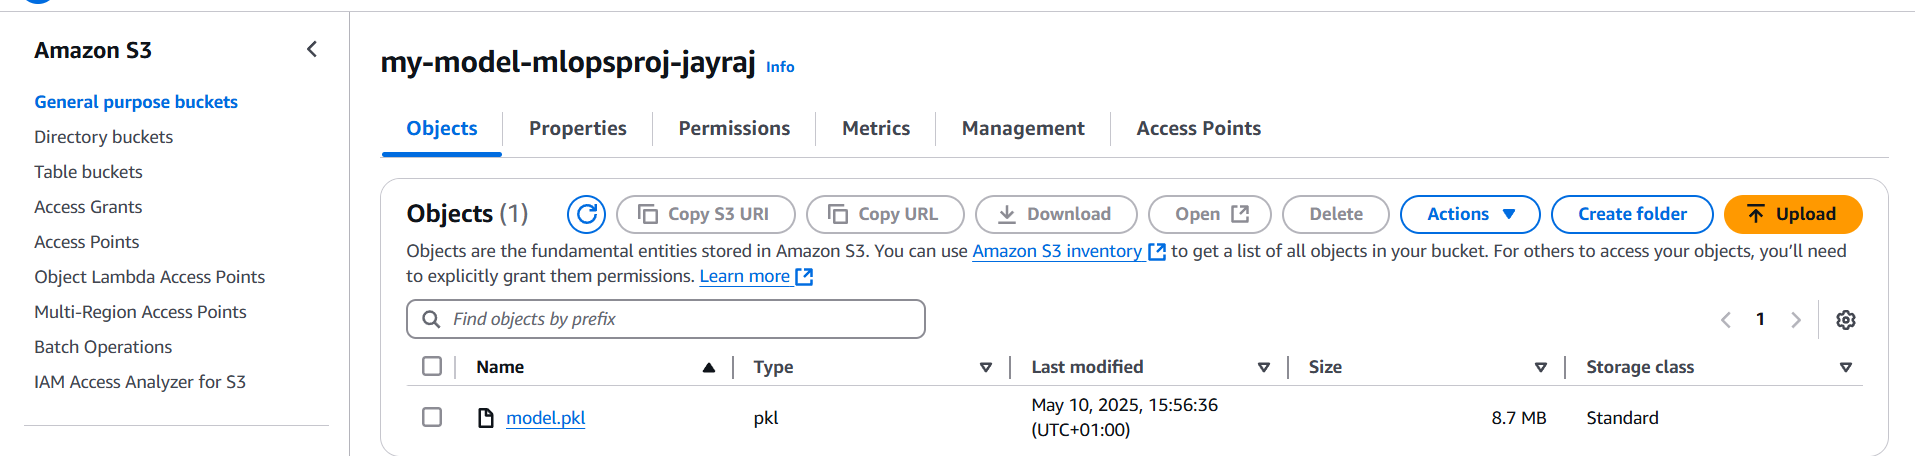 Amazon S3
General purpose buckets
Directory buckets
Table buckets
Access Grants
Access Points
Object Lambda Access Points
Multi-Region Access Points
Batch Operations
IAM Access Analyzer for S3
my-model-mlopsproj-jayraj Info
Objects Properties Permissions Metrics Management Access Points
Objects (1) Copy S3 URI Copy URL Download Open Delete Actions Create folder Upload
Objects are the fundamental entities stored in Amazon S3. You can use Amazon S3 inventory to get a list of all objects in your bucket. For others to access your objects, you’ll need
to explicitly grant them permissions. Learn more
Find objects by prefix
1
Name Type Last modified Size Storage class
model.pkl pkl May 10, 2025, 15:56:36 8.7 MB Standard
(UTC+01:00)